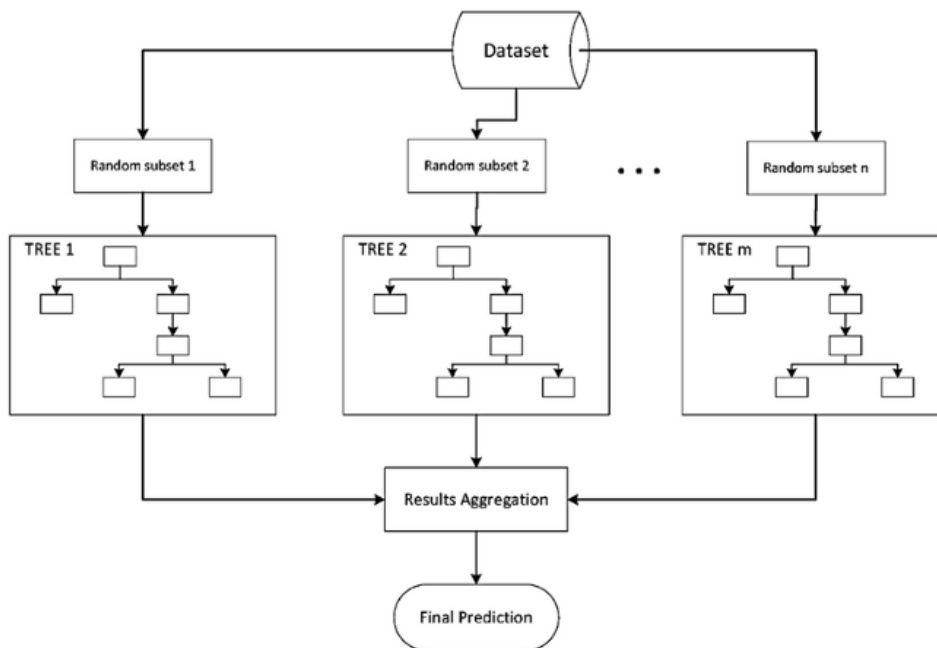 Dataset
Random subset 1
Random subset 2
Random subset n
TREE 1
TREE 2
TREE m
Results Aggregation
Final Prediction